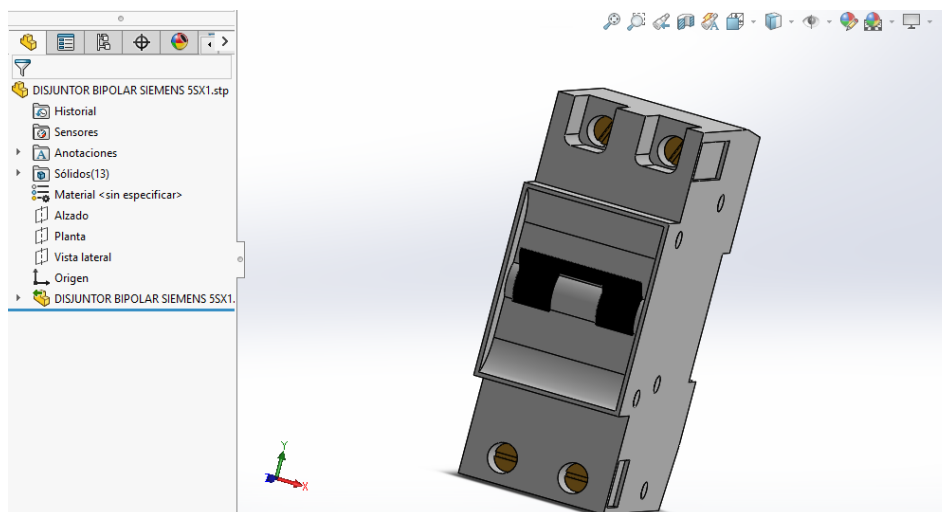 DISJUNTOR BIPOLAR SIEMENS 5SX1.stp
Historial
Sensores
A Anotaciones
Sólidos(13)
Material <sin especificar>
Alzado
Planta
Vista lateral
Origen
DISJUNTOR BIPOLAR SIEMENS 5SX1.
Y
X